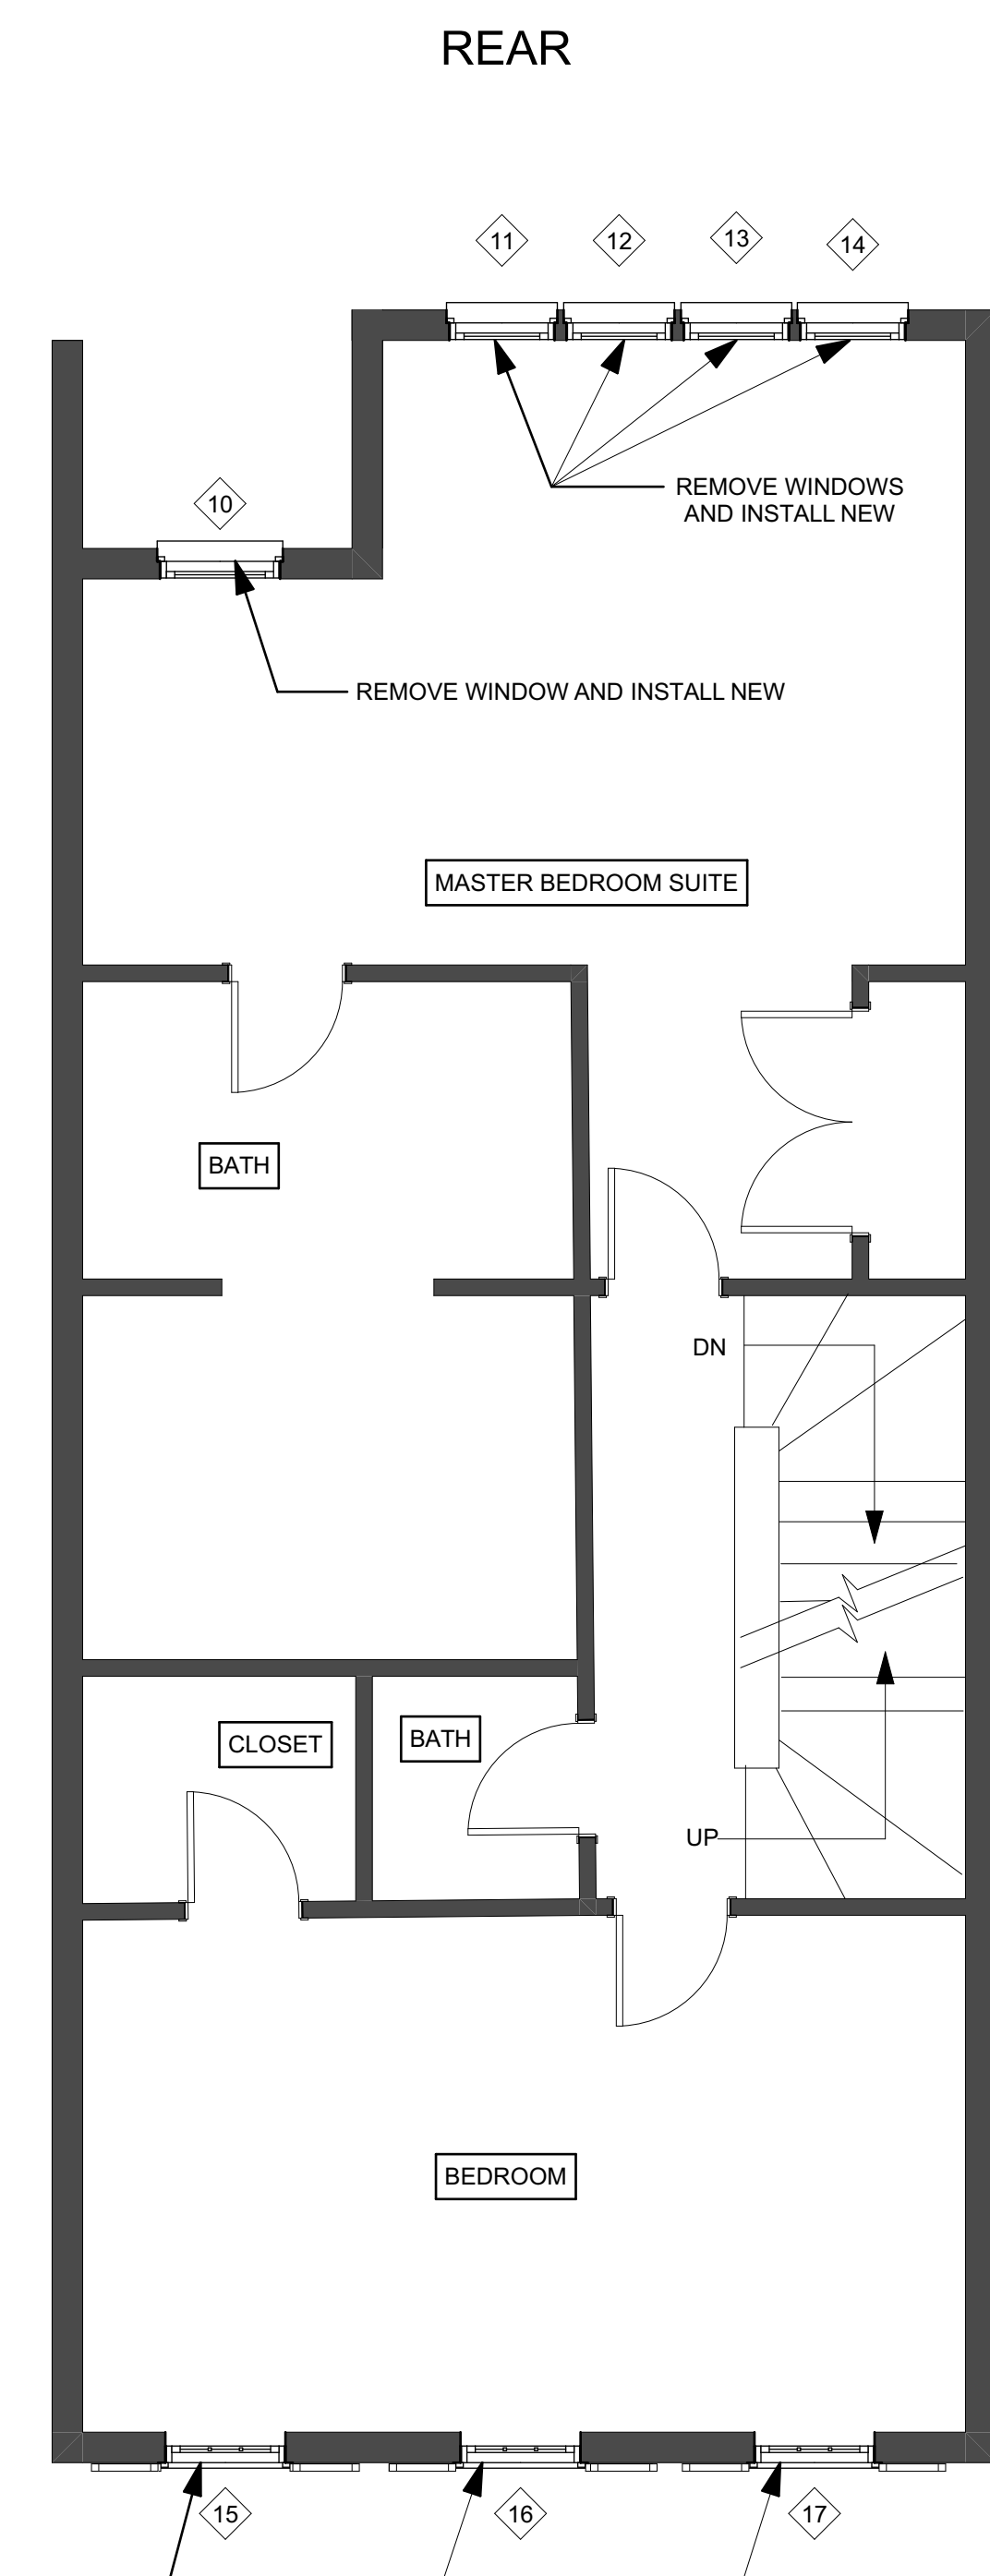 REAR
11
12
13
14
REMOVE WINDOWS
AND INSTALL NEW
10
REMOVE WINDOW AND INSTALL NEW
MASTER BEDROOM SUITE
BATH
DN
CLOSET
BATH
UP
BEDROOM
15
16
17